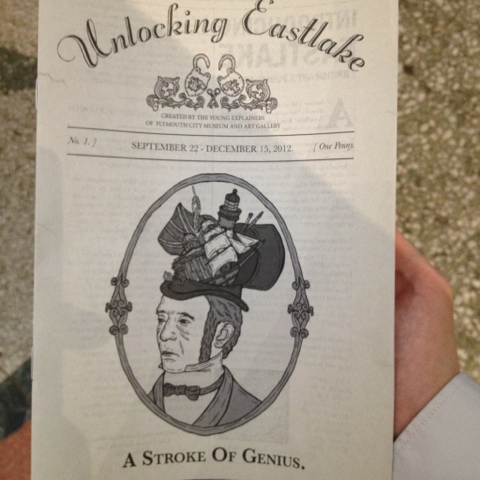 Unlocking Eastlake
CREATED BY THE YOUNG EXPLAINERS
OF PLYMOUTH CITY MUSEUM AND ART GALLERY
No. 1. ]
SEPTEMBER 22 - DECEMBER 15, 2012.
[ One Penny
A STROKE OF GENIUS.